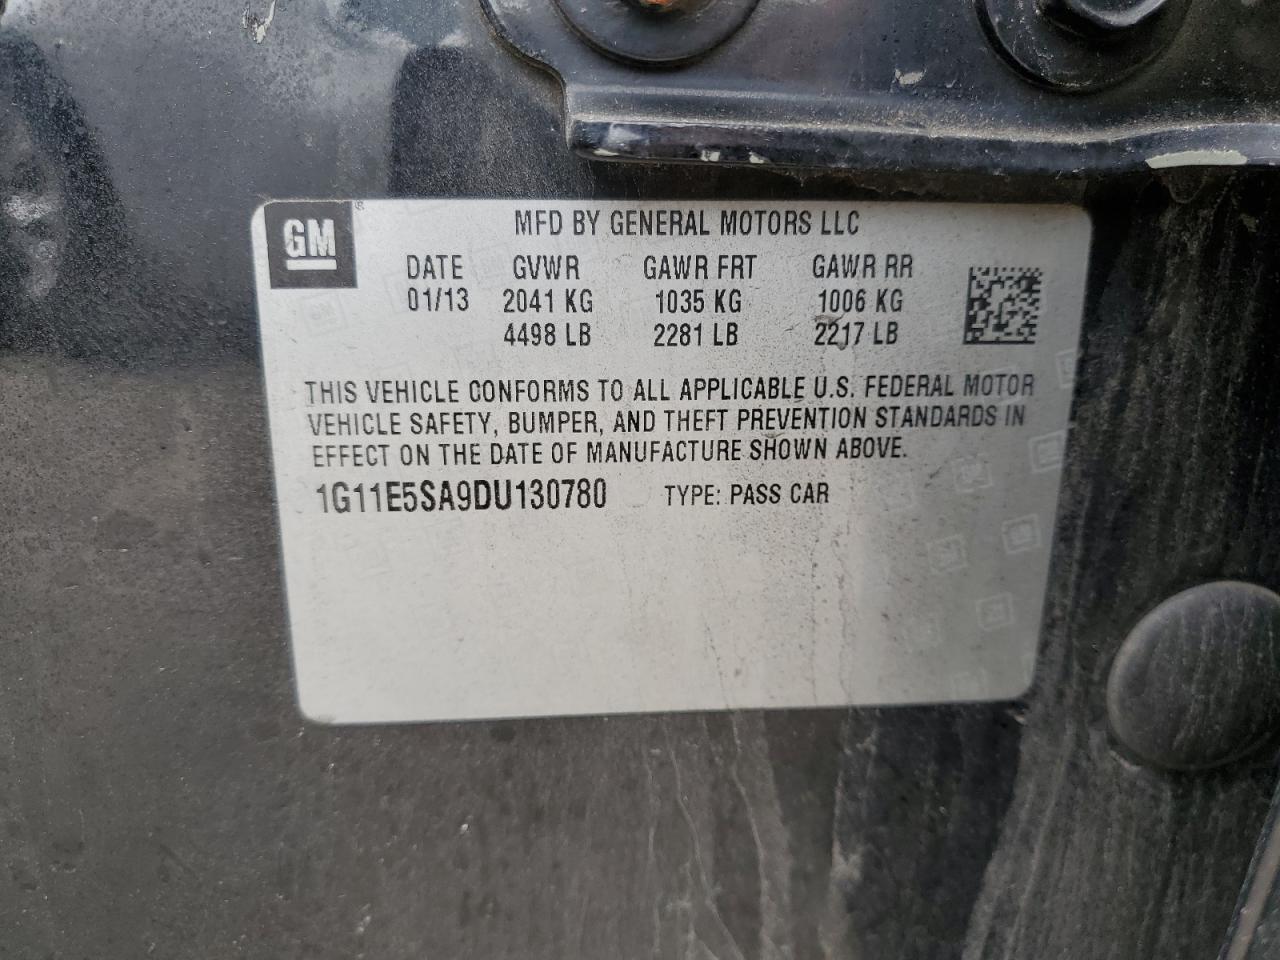 GM
MFD BY GENERAL MOTORS LLC
DATE GVWR GAWR FRT GAWR RR
01/13 2041 KG 1035 KG 1006 KG
4498 LB 2281 LB 2217 LB
THIS VEHICLE CONFORMS TO ALL APPLICABLE U.S. FEDERAL MOTOR
VEHICLE SAFETY, BUMPER, AND THEFT PREVENTION STANDARDS IN
EFFECT ON THE DATE OF MANUFACTURE SHOWN ABOVE.
1G11E5SA9DU130780 TYPE: PASS CAR